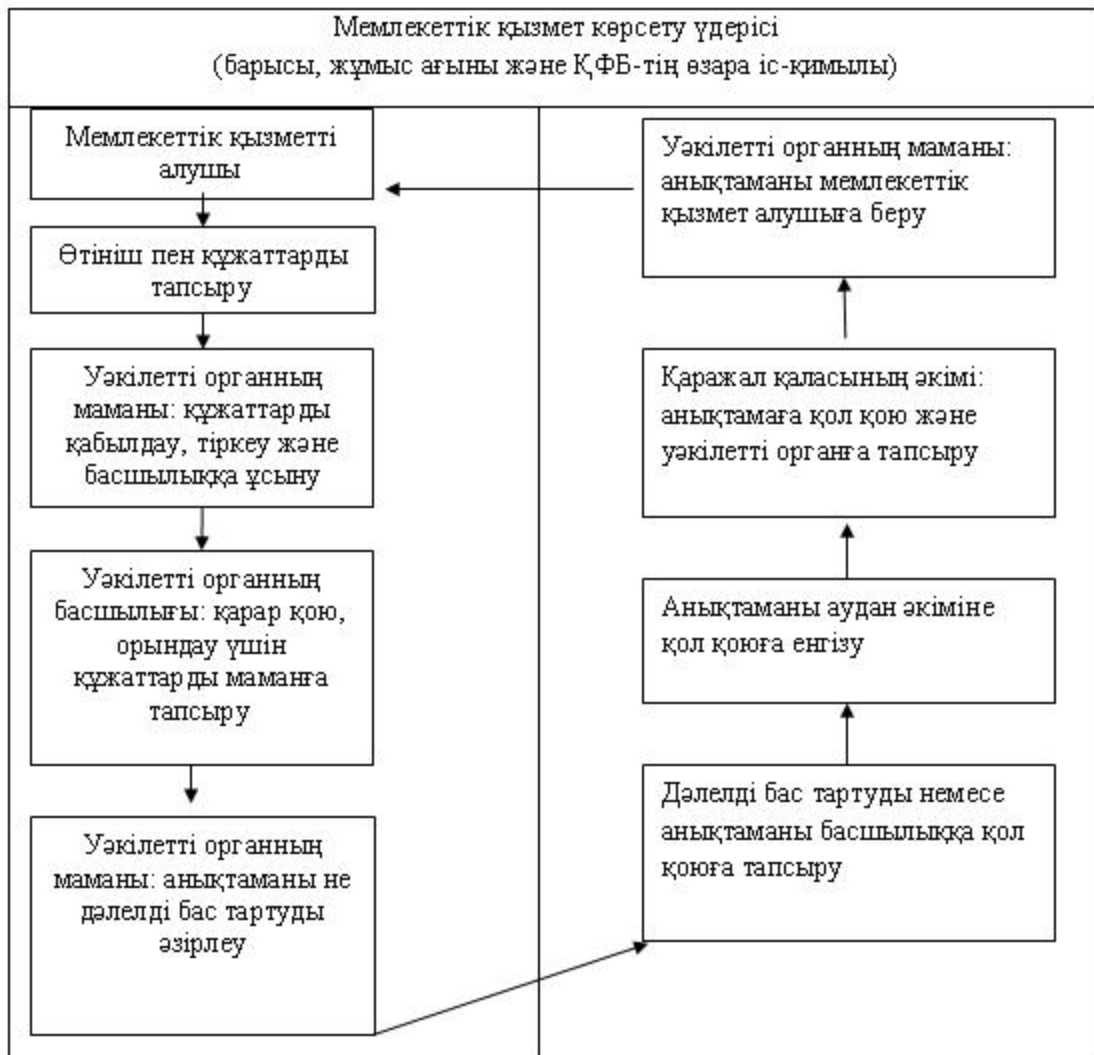 Мемлекеттік қызмет көрсету үдерісі
(барысы, жұмыс ағыны және ҚФБ-тің өзара іс-қимылы)
Мемлекеттік қызметті
алушы
Өтініш пен құжаттарды
тапсыру
Уәкілетті органның
маманы: құжаттарды
қабылдау, тіркеу және
басшылыққа ұсыну
Уәкілетті органның
басшылығы: қарар қою,
орындау үшін
құжаттарды маманға
тапсыру
Уәкілетті органның
маманы: анықтаманы не
дәлелді бас тартуды
әзірлеу
Дәлелді бас тартуды немесе
анықтаманы басшылыққа қол
қоюға тапсыру
Анықтаманы аудан әкіміне
қол қоюға енгізу
Қаражал қаласының әкімі:
анықтамаға қол қою және
уәкілетті органға тапсыру
Уәкілетті органның маманы:
анықтаманы мемлекеттік
қызмет алушыға беру